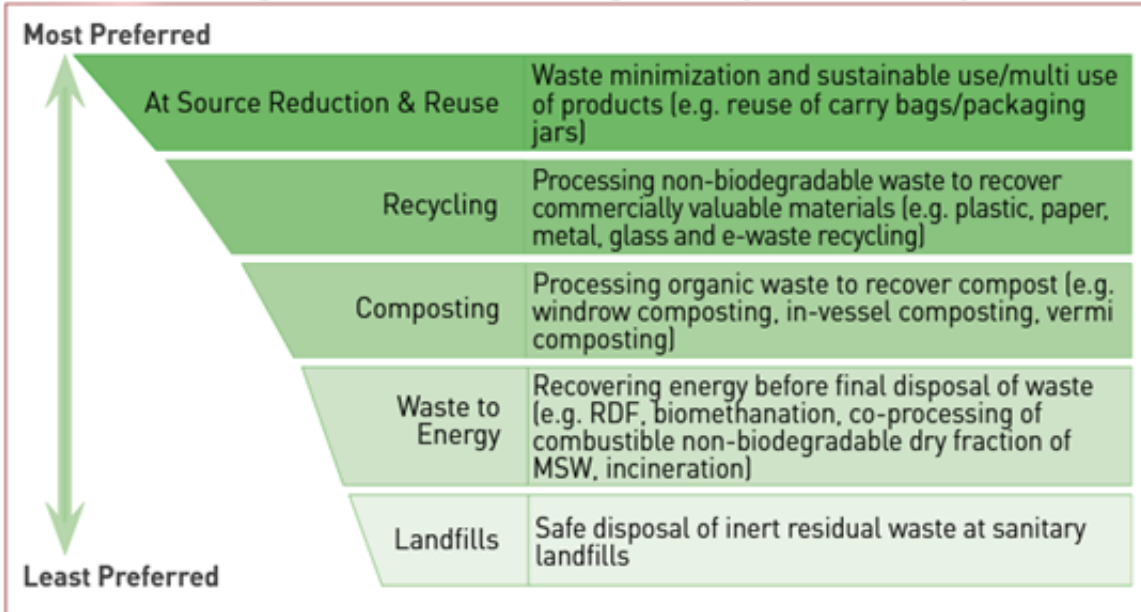 Most Preferred
At Source Reduction & Reuse
Waste minimization and sustainable use/multi use
of products (e.g. reuse of carry bags/packaging
jars)
Recycling
Processing non-biodegradable waste to recover
commercially valuable materials (e.g. plastic, paper,
metal, glass and e-waste recycling)
Composting
Processing organic waste to recover compost (e.g.
windrow composting, in-vessel composting, vermi
composting)
Waste to
Energy
Recovering energy before final disposal of waste
(e.g. RDF, biomethanation, co-processing of
combustible non-biodegradable dry fraction of
MSW, incineration)
Landfills
Safe disposal of inert residual waste at sanitary
landfills
Least Preferred